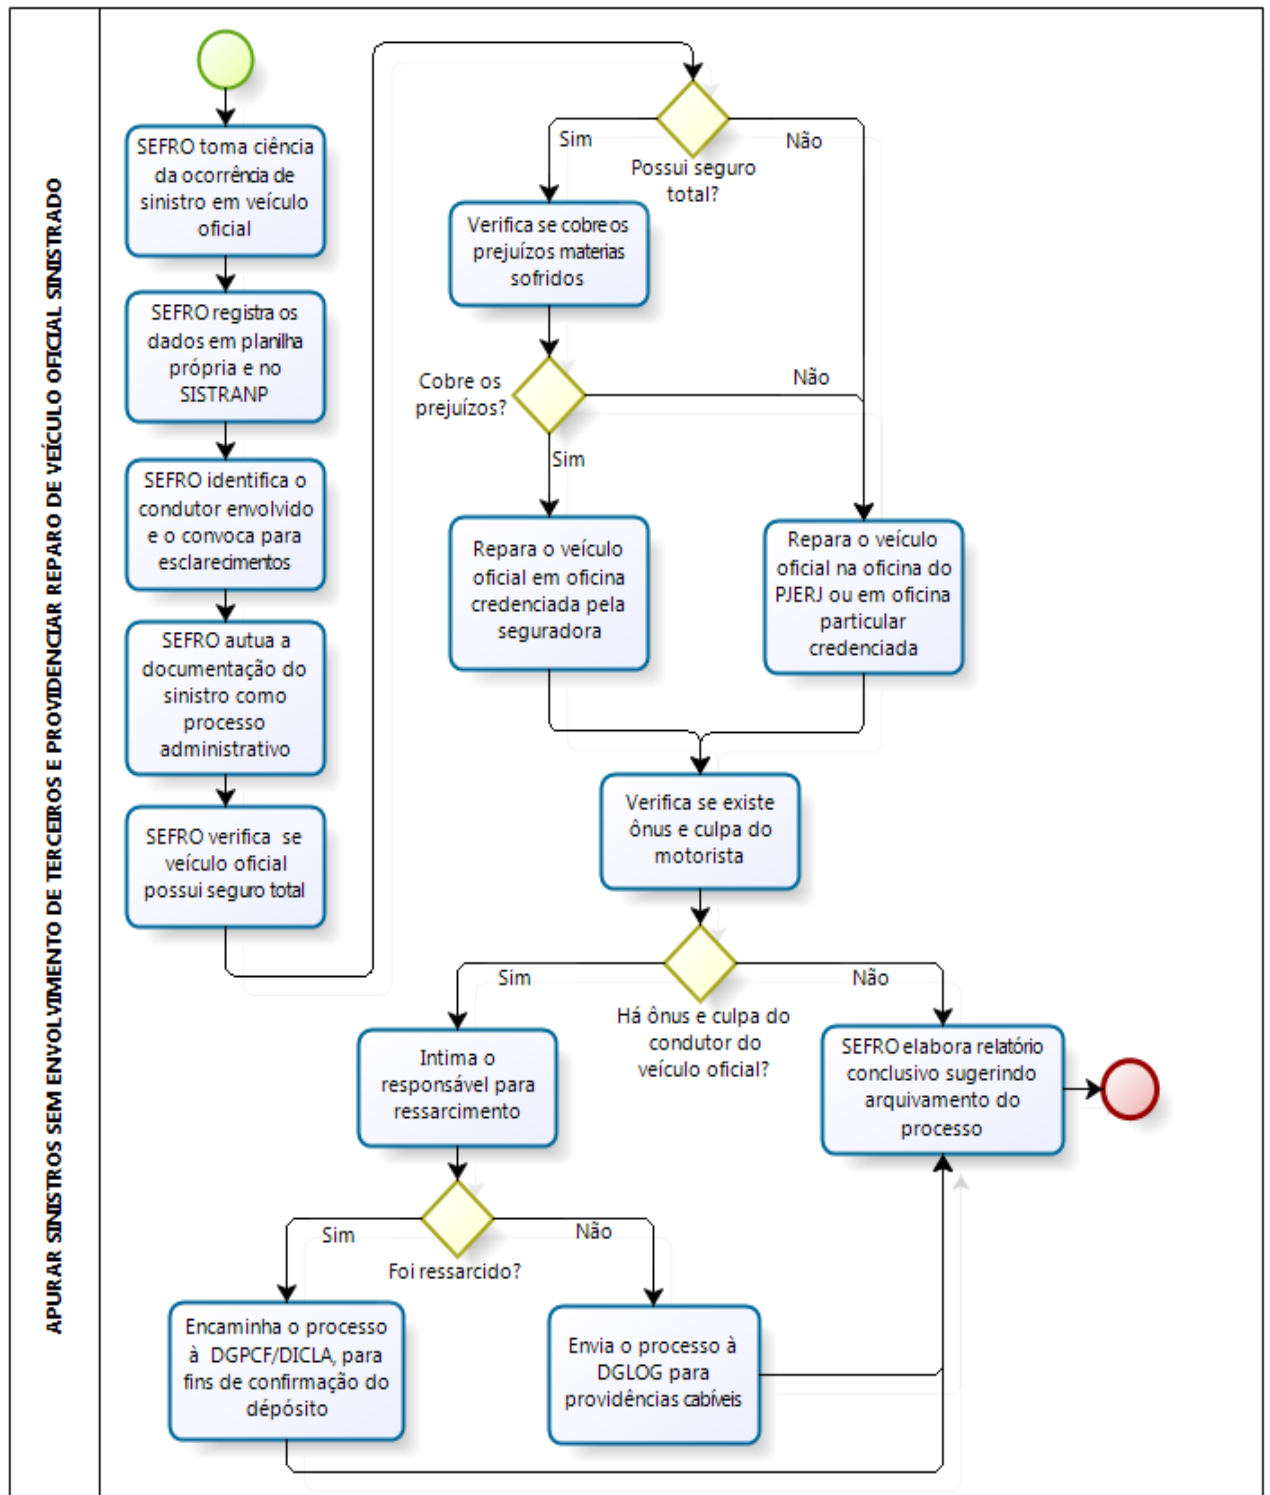 APURAR SINISTROS SEM ENVOLVIMENTO DE TERCEIROS E PROVIDENCIAR REPARO DE VEÍCULO OFICIAL SINISTRADO
SEFRO toma ciência
da ocorrência de
sinistro em veículo
oficial
SEFRO registra os
dados em planilha
própria e no
SISTRANP
SEFRO identifica o
condutor envolvido
e o convoca para
esclarecimentos
SEFRO autua a
documentação do
sinistro como
processo
administrativo
SEFRO verifica se
veículo oficial
possui seguro total
Possui seguro
total?
Sim
Não
Verifica se cobre os
prejuízos materias
sofridos
Cobre os
prejuízos?
Não
Sim
Repara o veículo
oficial em oficina
credenciada pela
seguradora
Repara o veículo
oficial na oficina do
PJERJ ou em oficina
particular
credenciada
Verifica se existe
ônus e culpa do
motorista
Sim
Não
Há ônus e culpa do
condutor do
veículo oficial?
Intima o
responsável para
ressarcimento
SEFRO elabora relatório
conclusivo sugerindo
arquivamento do
processo
Sim
Não
Foi ressarcido?
Encaminha o processo
à DGPCF/DICLA, para
fins de confirmação do
depósito
Envia o processo à
DGLOG para
providências cabíveis